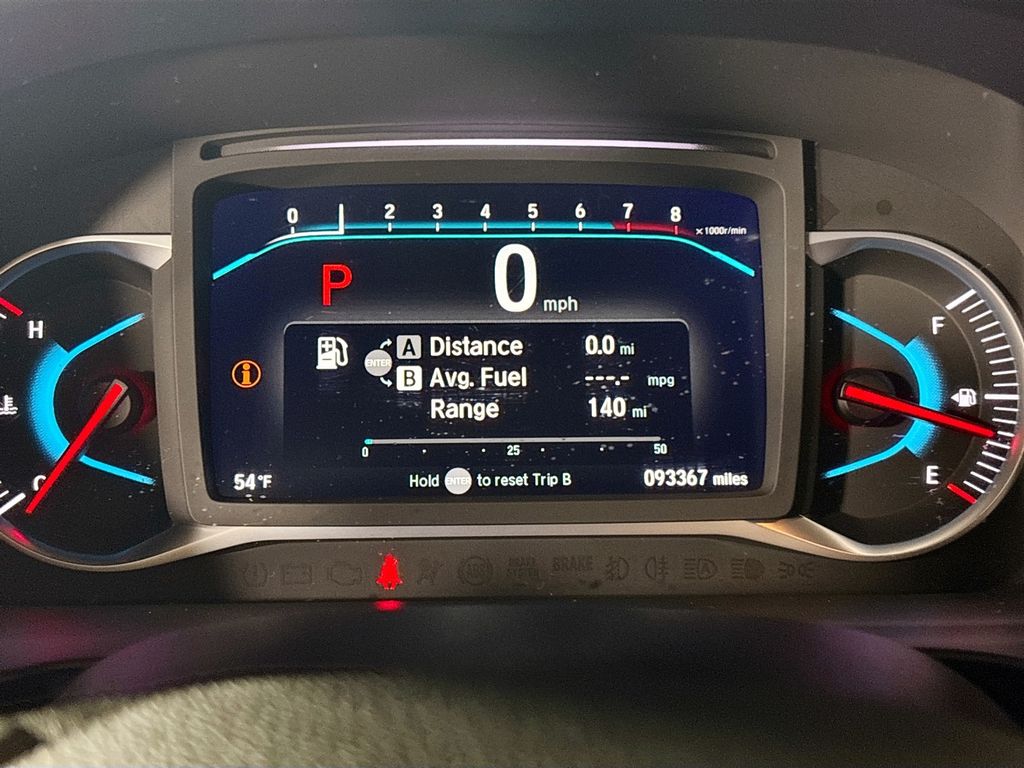 0 2 3 4 5 6 7 8
x1000r/min
P 0 mph
H
F
ENTER A Distance 0.0 mi
B Avg. Fuel ---.- mpg
Range 140 mi
0 25 50
C
E
54°F Hold ENTER to reset Trip B 093367 miles
BRAKE